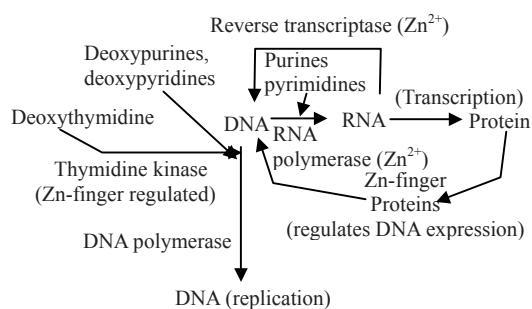 Reverse transcriptase (Zn²⁺)
Deoxypurines,
deoxypyridines
Purines
pyrimidines
Deoxythymidine
DNA
RNA
RNA
(Transcription)
Protein
Thymidine kinase
(Zn-finger regulated)
polymerase (Zn²⁺)
Zn-finger
Proteins
(regulates DNA expression)
DNA polymerase
DNA (replication)